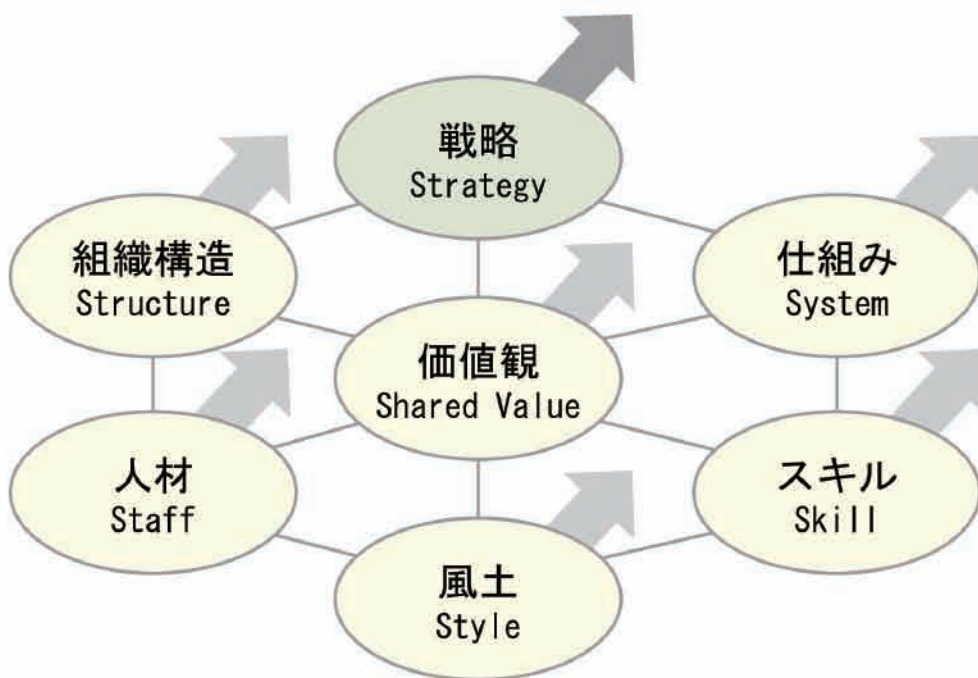 戦略
Strategy
組織構造
Structure
仕組み
System
価値観
Shared Value
人材
Staff
スキル
Skill
風土
Style